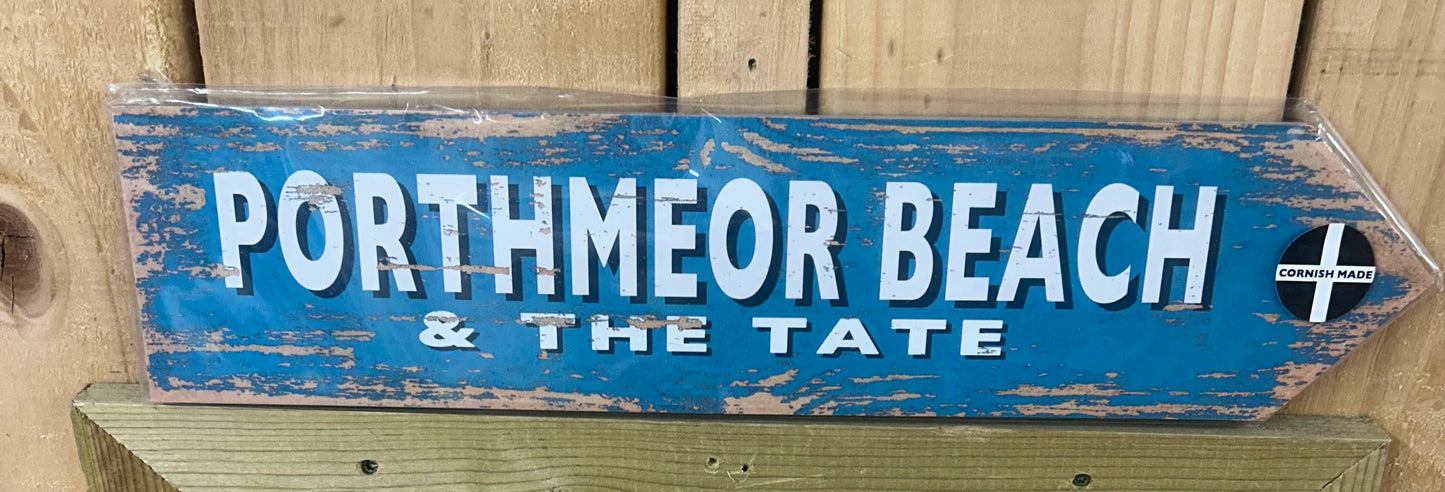 PORTHMEOR BEACH
& THE TATE
CORNISH MADE